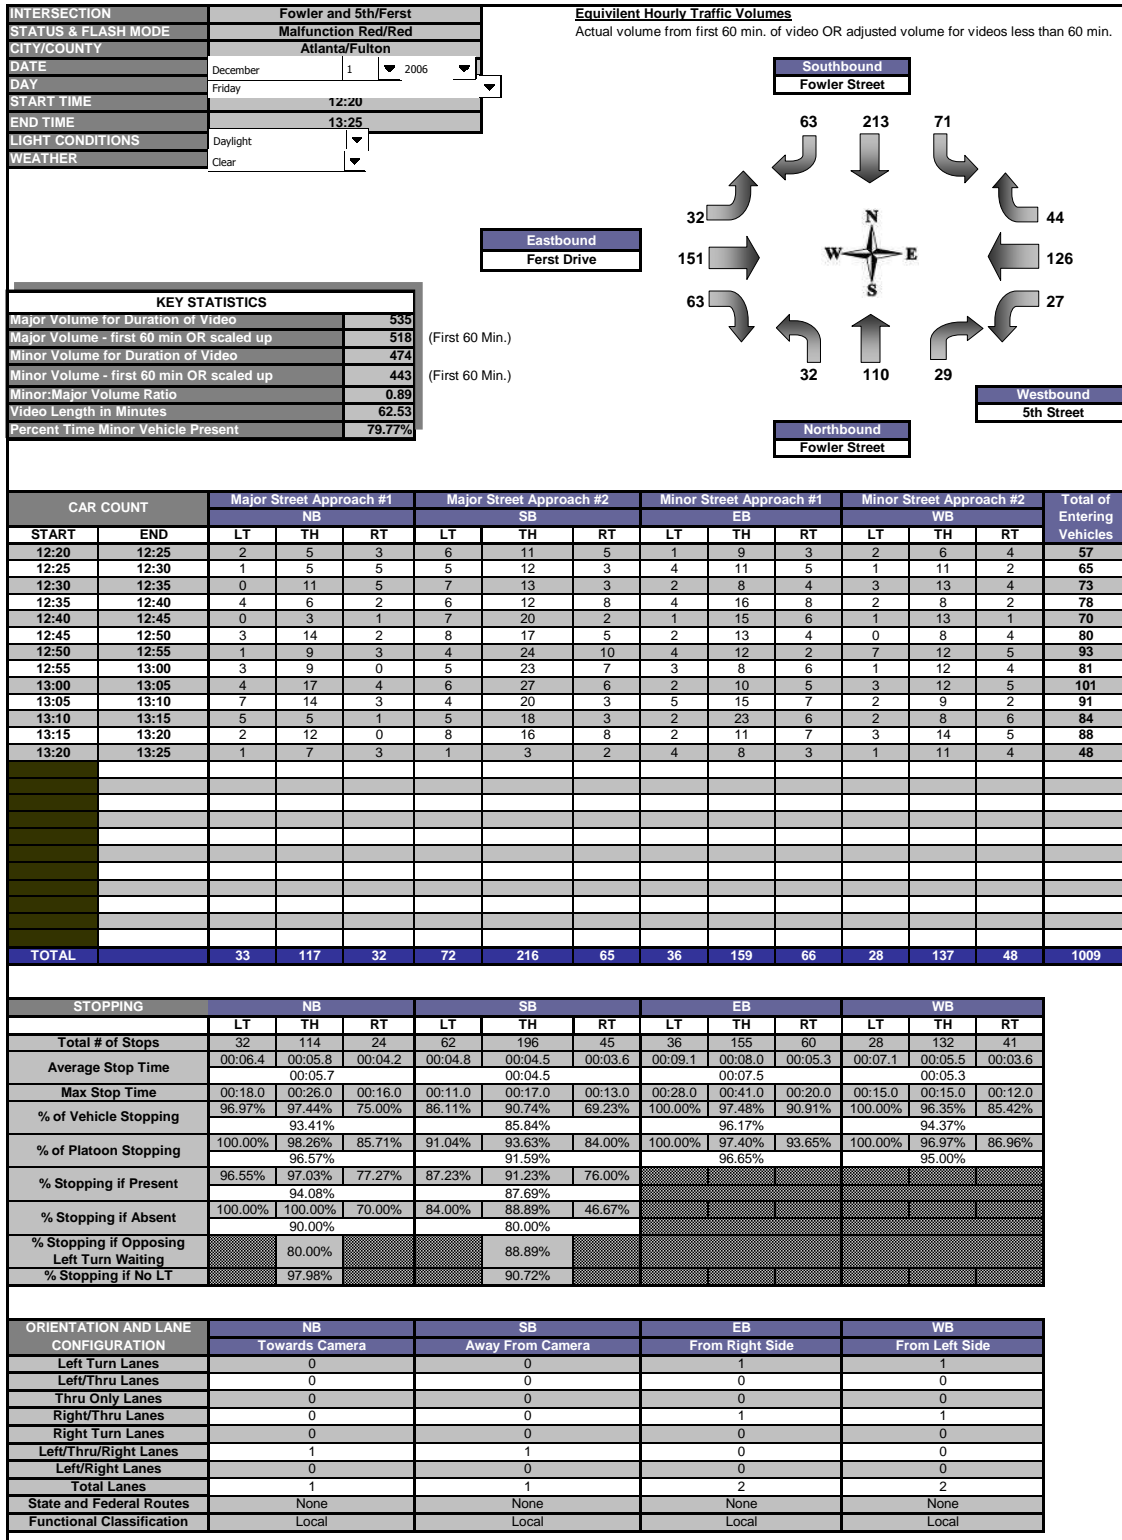 INTERSECTION Fowler and 5th/Ferst
STATUS & FLASH MODE Malfunction Red/Red
CITY/COUNTY Atlanta/Fulton
DATE December 1 2006
DAY Friday
START TIME 12:20
END TIME 13:25
LIGHT CONDITIONS Daylight
WEATHER Clear
Equivilent Hourly Traffic Volumes
Actual volume from first 60 min. of video OR adjusted volume for videos less than 60 min.
Southbound
Fowler Street
63 213 71
32 N 44
Eastbound
Ferst Drive
151 W E 126
S
63 27
32 110 29
Westbound
5th Street
Northbound
Fowler Street
KEY STATISTICS
Major Volume for Duration of Video 535
Major Volume - first 60 min OR scaled up 518 (First 60 Min.)
Minor Volume for Duration of Video 474
Minor Volume - first 60 min OR scaled up 443 (First 60 Min.)
Minor:Major Volume Ratio 0.89
Video Length in Minutes 62.53
Percent Time Minor Vehicle Present 79.77%
CAR COUNT Major Street Approach #1 Major Street Approach #2 Minor Street Approach #1 Minor Street Approach #2 Total of
NB SB EB WB Entering
START END LT TH RT LT TH RT LT TH RT LT TH RT Vehicles
12:20 12:25 2 5 3 6 11 5 1 9 3 2 6 4 57
12:25 12:30 1 5 5 5 12 3 4 11 5 1 11 2 65
12:30 12:35 0 11 5 7 13 3 2 8 4 3 13 4 73
12:35 12:40 4 6 2 6 12 8 4 16 8 2 8 2 78
12:40 12:45 0 3 1 7 20 2 1 15 6 1 13 1 70
12:45 12:50 3 14 2 8 17 5 2 13 4 0 8 4 80
12:50 12:55 1 9 3 4 24 10 4 12 2 7 12 5 93
12:55 13:00 3 9 0 5 23 7 3 8 6 1 12 4 81
13:00 13:05 4 17 4 6 27 6 2 10 5 3 12 5 101
13:05 13:10 7 14 3 4 20 3 5 15 7 2 9 2 91
13:10 13:15 5 5 1 5 18 3 2 23 6 2 8 6 84
13:15 13:20 2 12 0 8 16 8 2 11 7 3 14 5 88
13:20 13:25 1 7 3 1 3 2 4 8 3 1 11 4 48
TOTAL 33 117 32 72 216 65 36 159 66 28 137 48 1009
STOPPING NB SB EB WB
LT TH RT LT TH RT LT TH RT LT TH RT
Total # of Stops 32 114 24 62 196 45 36 155 60 28 132 41
Average Stop Time 00:06.4 00:05.8 00:04.2 00:04.8 00:04.5 00:03.6 00:09.1 00:08.0 00:05.3 00:07.1 00:05.5 00:03.6
00:05.7 00:04.5 00:07.5 00:05.3
Max Stop Time 00:18.0 00:26.0 00:16.0 00:11.0 00:17.0 00:13.0 00:28.0 00:41.0 00:20.0 00:15.0 00:15.0 00:12.0
% of Vehicle Stopping 96.97% 97.44% 75.00% 86.11% 90.74% 69.23% 100.00% 97.48% 90.91% 100.00% 96.35% 85.42%
93.41% 85.84% 96.17% 94.37%
% of Platoon Stopping 100.00% 98.26% 85.71% 91.04% 93.63% 84.00% 100.00% 97.40% 93.65% 100.00% 96.97% 86.96%
96.57% 91.59% 96.65% 95.00%
% Stopping if Present 96.55% 97.03% 77.27% 87.23% 91.23% 76.00%
94.08% 87.69%
% Stopping if Absent 100.00% 100.00% 70.00% 84.00% 88.89% 46.67%
90.00% 80.00%
% Stopping if Opposing
Left Turn Waiting 80.00% 88.89%
% Stopping if No LT 97.98% 90.72%
ORIENTATION AND LANE NB SB EB WB
CONFIGURATION Towards Camera Away From Camera From Right Side From Left Side
Left Turn Lanes 0 0 1 1
Left/Thru Lanes 0 0 0 0
Thru Only Lanes 0 0 0 0
Right/Thru Lanes 0 0 1 1
Right Turn Lanes 0 0 0 0
Left/Thru/Right Lanes 1 1 0 0
Left/Right Lanes 0 0 0 0
Total Lanes 1 1 2 2
State and Federal Routes None None None None
Functional Classification Local Local Local Local